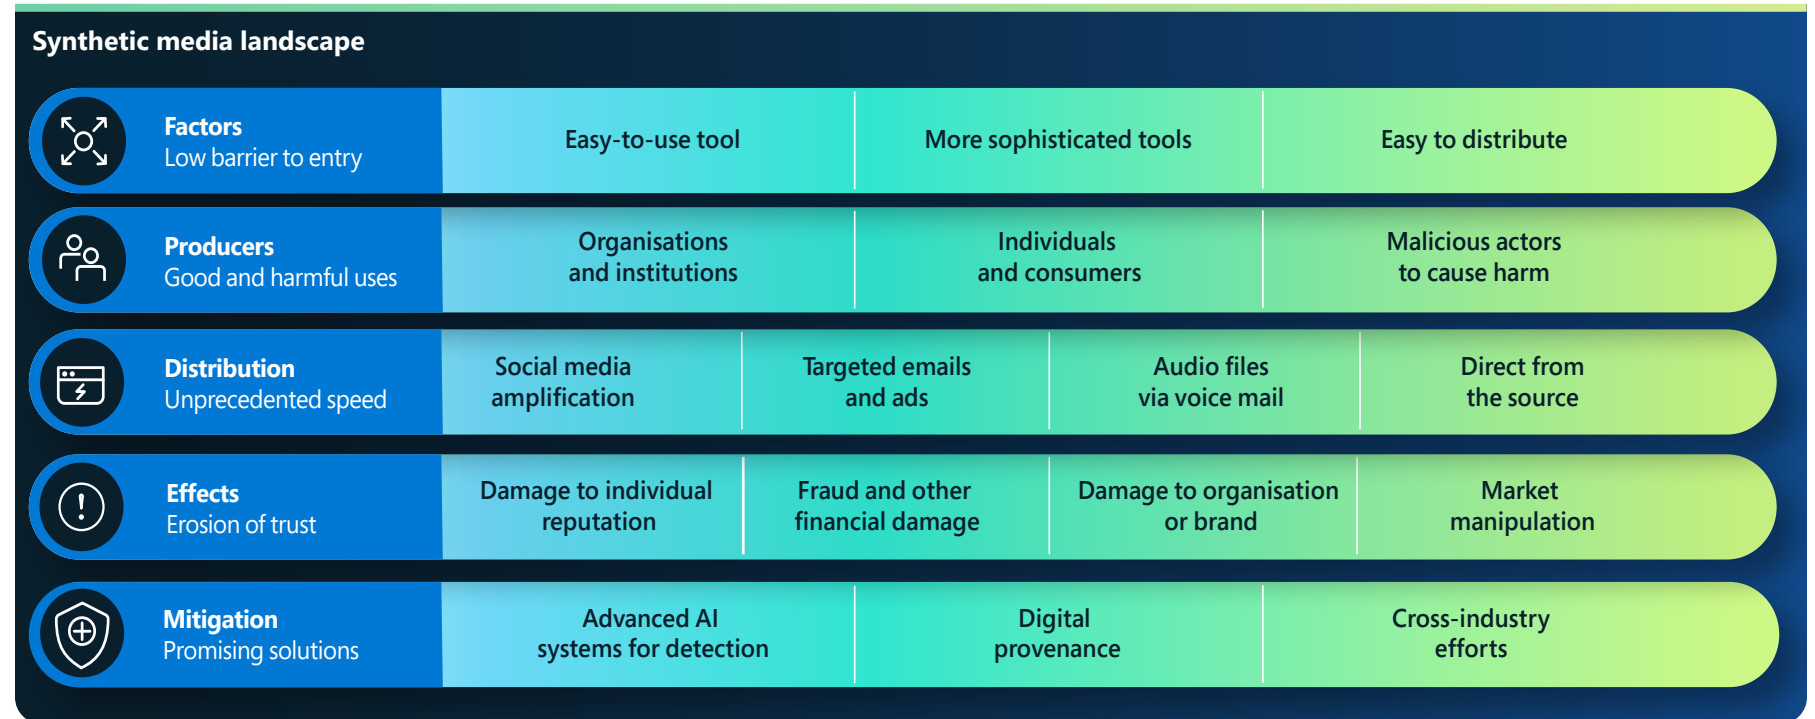 Synthetic media landscape
Factors
Low barrier to entry
Easy-to-use tool
More sophisticated tools
Easy to distribute
Producers
Good and harmful uses
Organisations
and institutions
Individuals
and consumers
Malicious actors
to cause harm
Distribution
Unprecedented speed
Social media
amplification
Targeted emails
and ads
Audio files
via voice mail
Direct from
the source
Effects
Erosion of trust
Damage to individual
reputation
Fraud and other
financial damage
Damage to organisation
or brand
Market
manipulation
Mitigation
Promising solutions
Advanced AI
systems for detection
Digital
provenance
Cross-industry
efforts